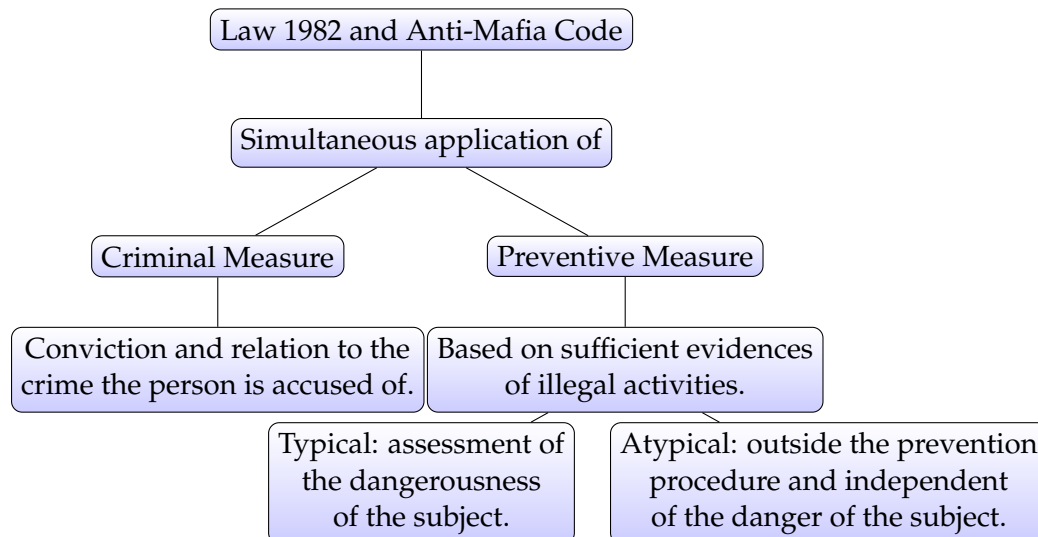 Law 1982 and Anti-Mafia Code
Simultaneous application of
Criminal Measure
Preventive Measure
Conviction and relation to the
crime the person is accused of.
Based on sufficient evidences
of illegal activities.
Typical: assessment of
the dangerousness
of the subject.
Atypical: outside the prevention
procedure and independent
of the danger of the subject.